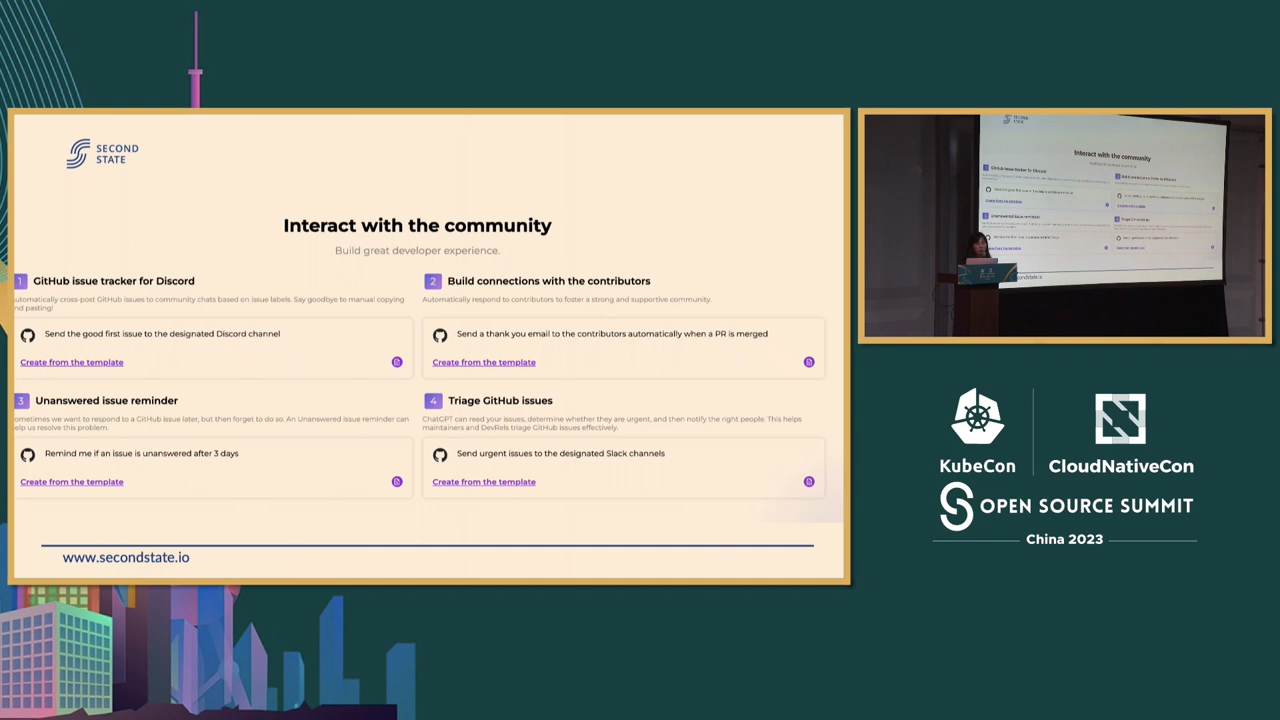 SECOND
STATE
Interact with the community
Build great developer experience.
1 GitHub issue tracker for Discord
utomatically cross-post GitHub issues to community chats based on issue labels. Say goodbye to manual copying
nd pasting!
Send the good first issue to the designated Discord channel
Create from the template
2 Build connections with the contributors
Automatically respond to contributors to foster a strong and supportive community.
Send a thank you email to the contributors automatically when a PR is merged
Create from the template
3 Unanswered issue reminder
ometimes we want to respond to a GitHub issue later, but then forget to do so. An Unanswered issue reminder can
elp us resolve this problem.
Remind me if an issue is unanswered after 3 days
Create from the template
4 Triage GitHub issues
ChatGPT can read your issues, determine whether they are urgent, and then notify the right people. This helps
maintainers and DevRels triage GitHub issues effectively.
Send urgent issues to the designated Slack channels
Create from the template
www.secondstate.io
Interact with the community
KubeCon
CloudNativeCon
OPEN SOURCE SUMMIT
China 2023